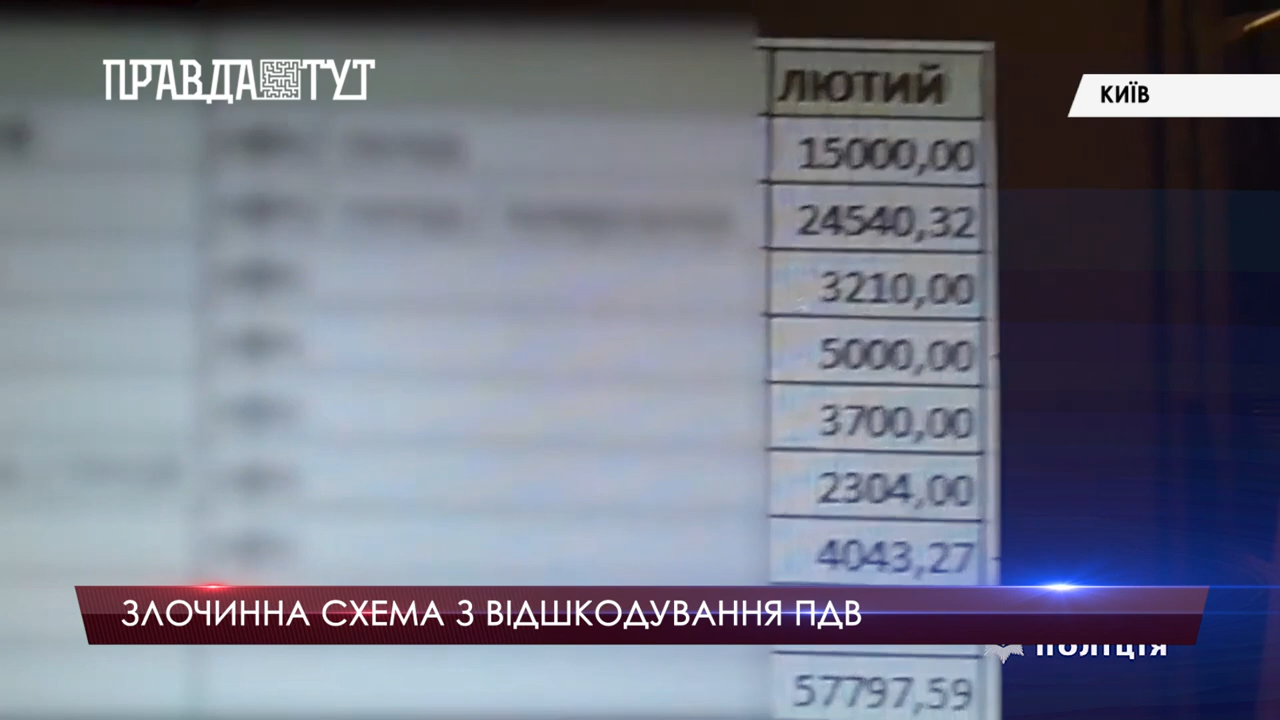 ПРАВДА ТУТ
КИЇВ
ЛЮТИЙ
15000,00
24540,32
3210,00
5000,00
3700,00
2304,00
4043,27
ЗЛОЧИННА СХЕМА З ВІДШКОДУВАННЯ ПДВ
ПОЛІЦІЯ
57797,59